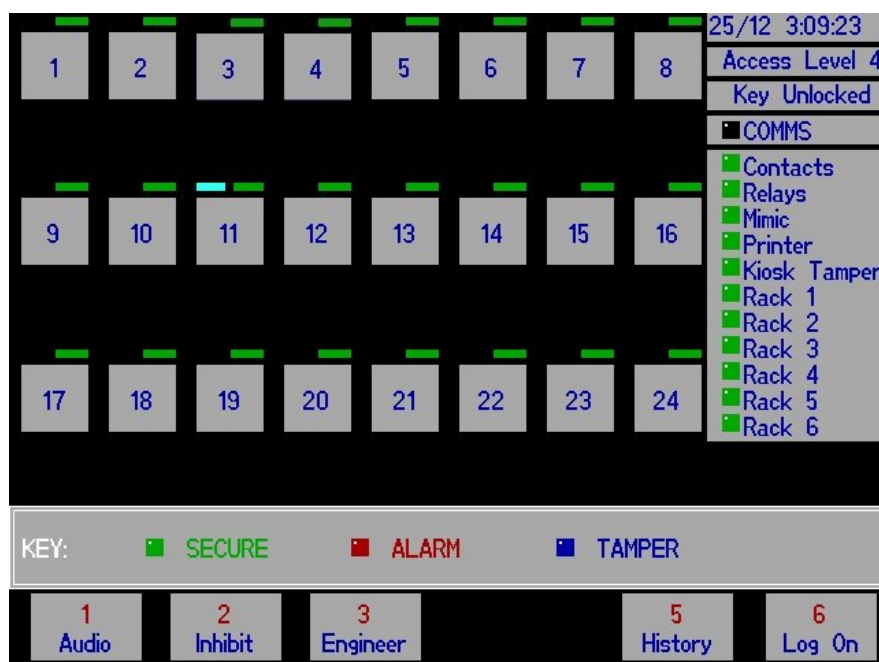 25/12 3:09:23
Access Level 4
Key Unlocked
COMMS
1 2 3 4 5 6 7 8
Contacts
Relays
Mimic
Printer
Kiosk Tamper
Rack 1
Rack 2
Rack 3
Rack 4
Rack 5
Rack 6
9 10 11 12 13 14 15 16
17 18 19 20 21 22 23 24
KEY: SECURE ALARM TAMPER
1 2 3 5 6
Audio Inhibit Engineer History Log On